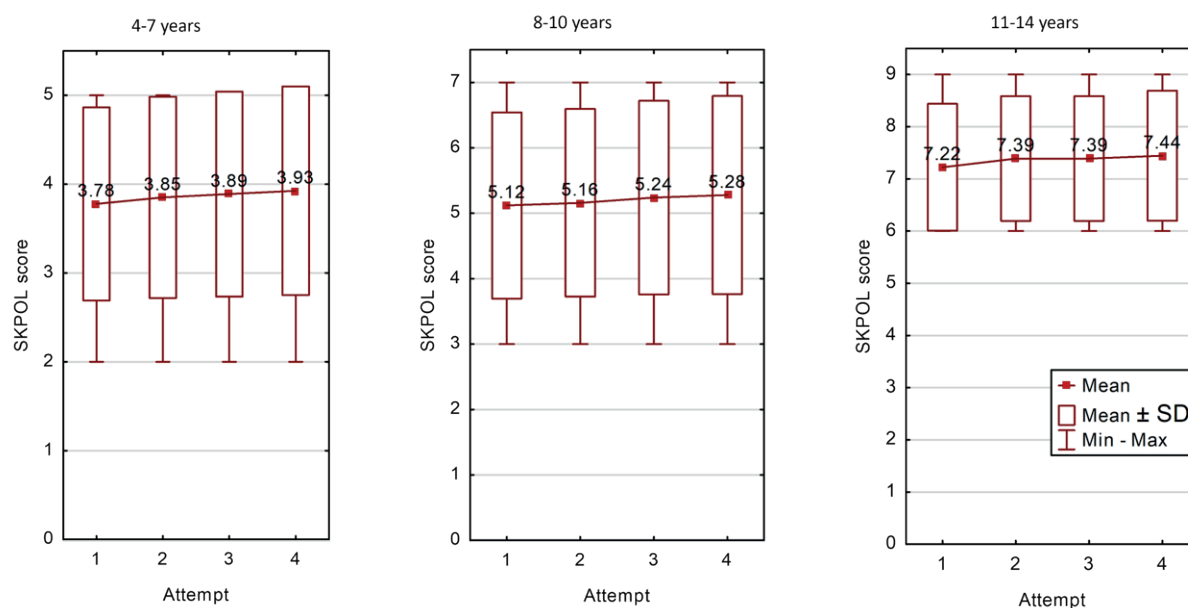 4-7 years
5
4
3
2
1
0
SKPOL score
3.78
3.85
3.89
3.93
1 2 3 4
Attempt
8-10 years
7
6
5
4
3
2
1
0
SKPOL score
5.12
5.16
5.24
5.28
1 2 3 4
Attempt
11-14 years
9
8
7
6
5
4
3
2
1
0
SKPOL score
7.22
7.39
7.39
7.44
Mean
Mean ± SD
Min - Max
1 2 3 4
Attempt